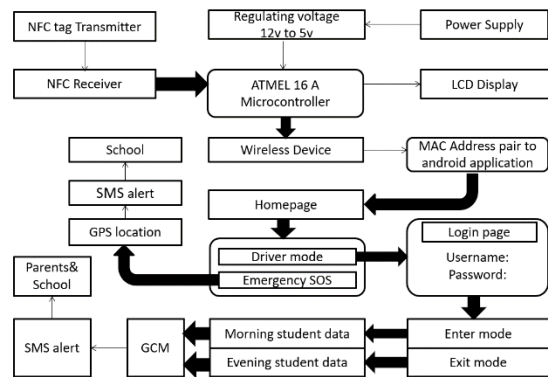 NFC tag Transmitter
Regulating voltage
12v to 5v
Power Supply
NFC Receiver
ATMEL 16 A
Microcontroller
LCD Display
School
Wireless Device
MAC Address pair to
android application
SMS alert
Homepage
GPS location
Driver mode
Emergency SOS
Login page
Username:
Password:
Parents&
School
SMS alert
GCM
Morning student data
Evening student data
Enter mode
Exit mode